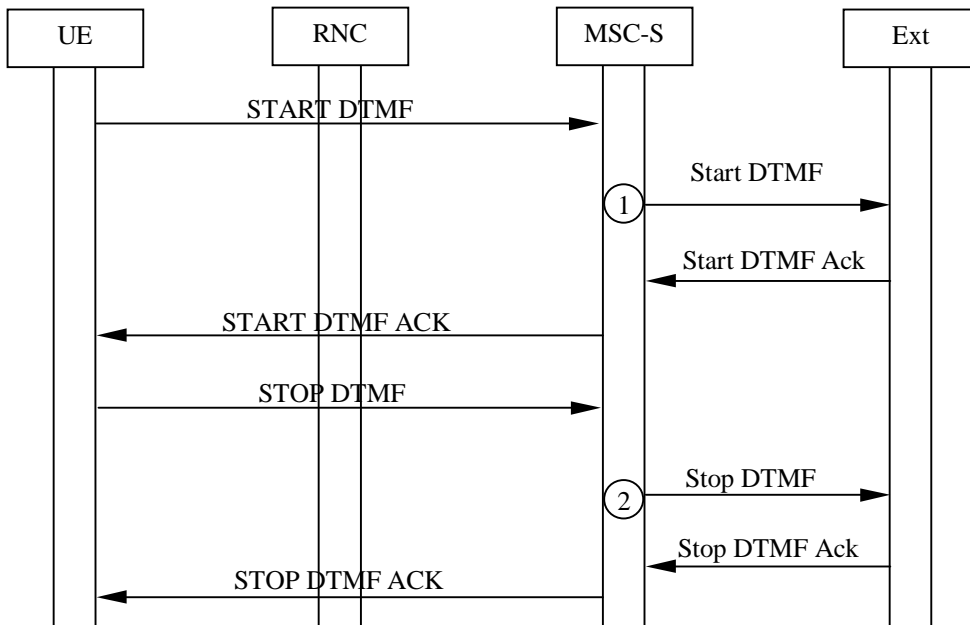 UE
RNC
MSC-S
Ext
START DTMF
Start DTMF
1
Start DTMF Ack
START DTMF ACK
STOP DTMF
Stop DTMF
2
Stop DTMF Ack
STOP DTMF ACK